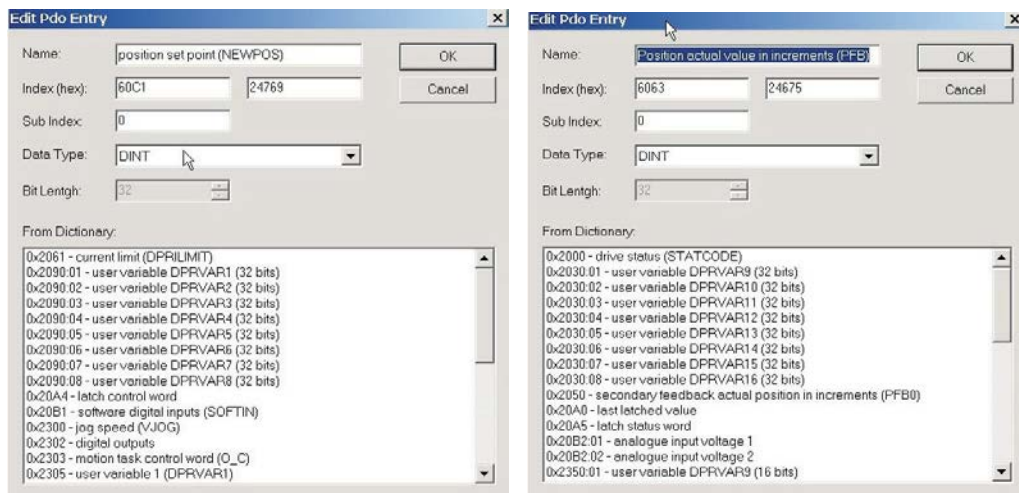 Edit Pdo Entry
Name: position set point (NEWPOS) OK
Index (hex): 60C1 24769 Cancel
Sub Index: 0
Data Type: DINT
Bit Lentgh: 32
From Dictionary:
0x2061 - current limit (DPRILIMIT)
0x2090:01 - user variable DPRVAR1 (32 bits)
0x2090:02 - user variable DPRVAR2 (32 bits)
0x2090:03 - user variable DPRVAR3 (32 bits)
0x2090:04 - user variable DPRVAR4 (32 bits)
0x2090:05 - user variable DPRVAR5 (32 bits)
0x2090:06 - user variable DPRVAR6 (32 bits)
0x2090:07 - user variable DPRVAR7 (32 bits)
0x2090:08 - user variable DPRVAR8 (32 bits)
0x20A4 - latch control word
0x20B1 - software digital inputs (SOFTIN)
0x2300 - jog speed (VJOG)
0x2302 - digital outputs
0x2303 - motion task control word (O_C)
0x2305 - user variable 1 (DPRVAR1)
Edit Pdo Entry
Name: Position actual value in increments (PFB) OK
Index (hex): 6063 24675 Cancel
Sub Index: 0
Data Type: DINT
Bit Lentgh: 32
From Dictionary:
0x2000 - drive status (STATCODE)
0x2030:01 - user variable DPRVAR9 (32 bits)
0x2030:02 - user variable DPRVAR10 (32 bits)
0x2030:03 - user variable DPRVAR11 (32 bits)
0x2030:04 - user variable DPRVAR12 (32 bits)
0x2030:05 - user variable DPRVAR13 (32 bits)
0x2030:06 - user variable DPRVAR14 (32 bits)
0x2030:07 - user variable DPRVAR15 (32 bits)
0x2030:08 - user variable DPRVAR16 (32 bits)
0x2050 - secondary feedback actual position in increments (PFB0)
0x20A0 - last latched value
0x20A5 - latch status word
0x20B2:01 - analogue input voltage 1
0x20B2:02 - analogue input voltage 2
0x2350:01 - user variable DPRVAR9 (16 bits)